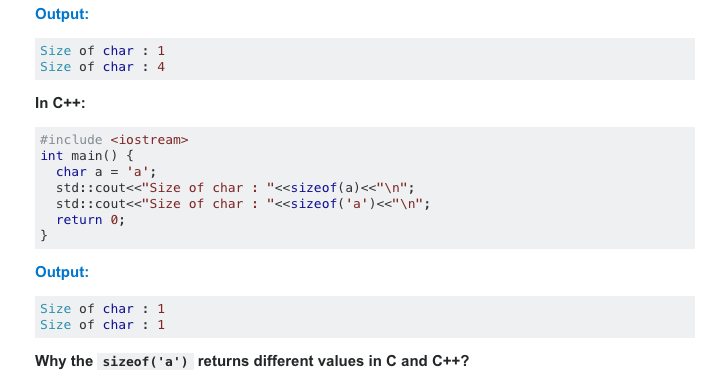 Output:
Size of char : 1
Size of char : 4
In C++:
#include <iostream>
int main() {
  char a = 'a';
  std::cout<<"Size of char : "<<sizeof(a)<<"\n";
  std::cout<<"Size of char : "<<sizeof('a')<<"\n";
  return 0;
}
Output:
Size of char : 1
Size of char : 1
Why the sizeof('a') returns different values in C and C++?